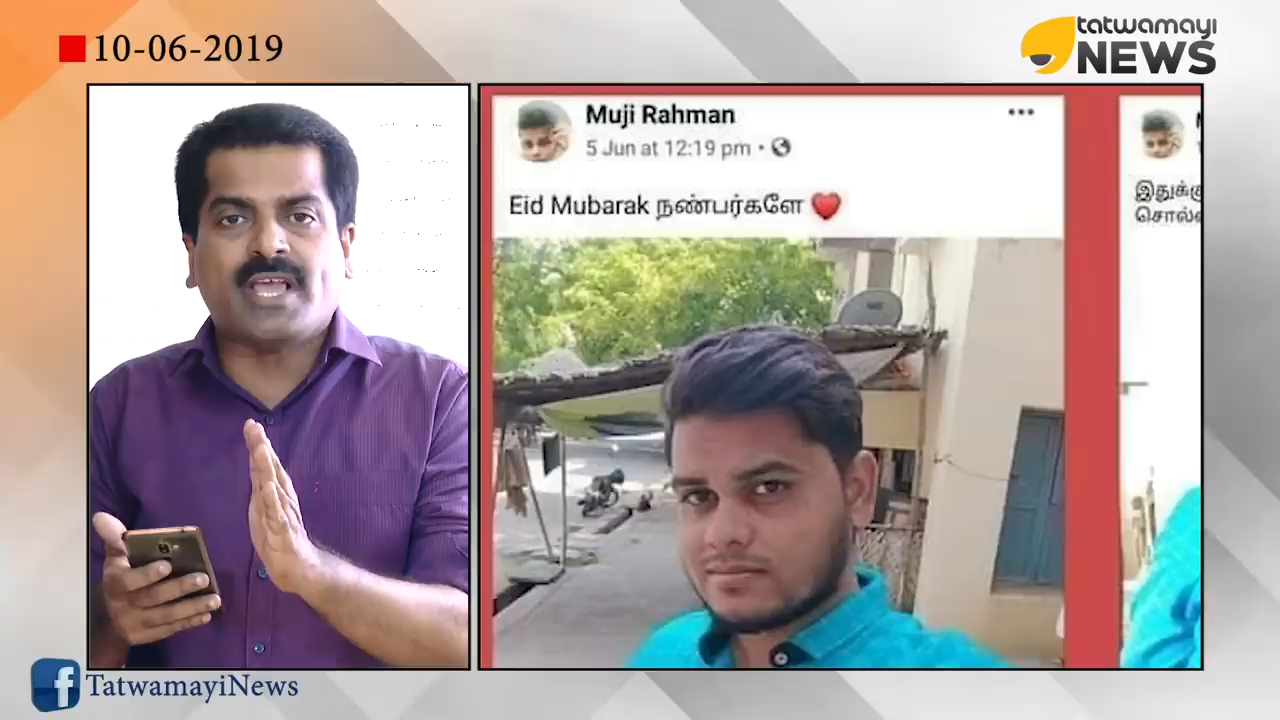 10-06-2019
tatwamayi
NEWS
Muji Rahman
5 Jun at 12:19 pm
Eid Mubarak நண்பர்களே ❤
TatwamayiNews